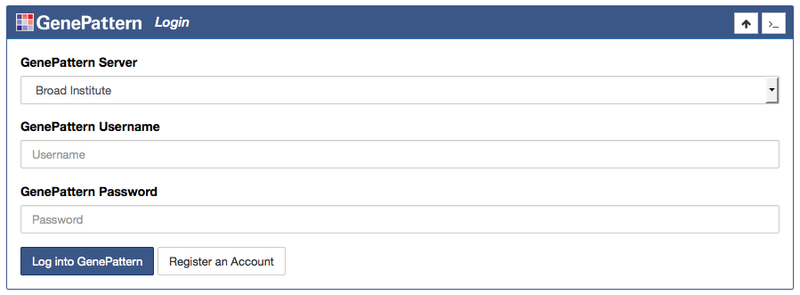 GenePattern Login
>_
GenePattern Server
Broad Institute
GenePattern Username
Username
GenePattern Password
Password
Log into GenePattern Register an Account